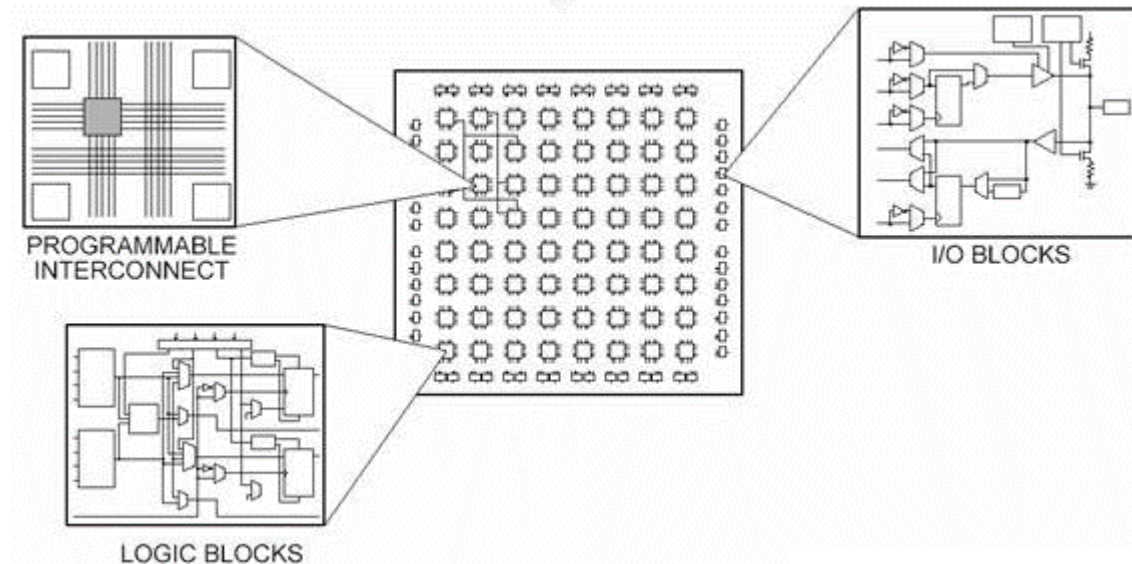 PROGRAMMABLE
INTERCONNECT
I/O BLOCKS
LOGIC BLOCKS